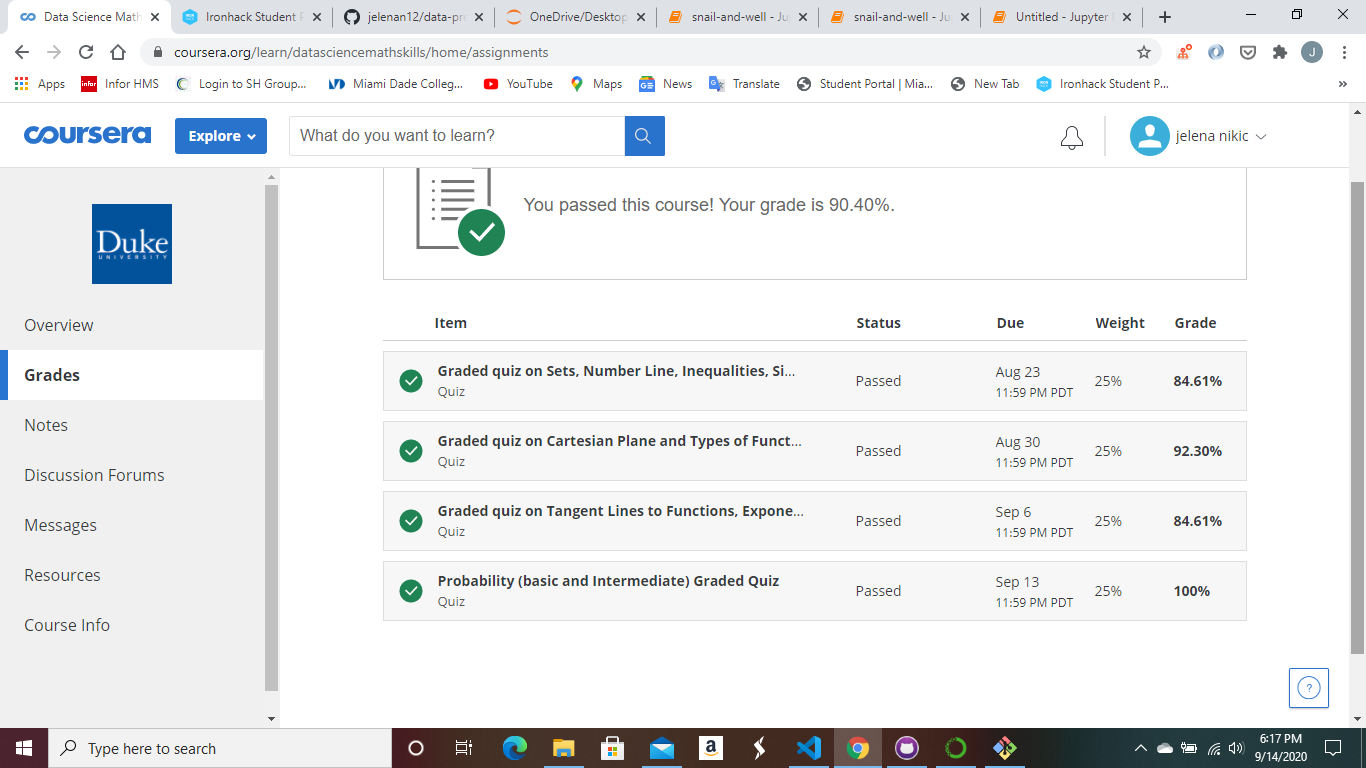 Data Science Math
Ironhack Student P
jelenan12/data-pre
OneDrive/Desktop
snail-and-well - Ju
snail-and-well - Ju
Untitled - Jupyter
coursera.org/learn/datasciencemathskills/home/assignments
J
Apps
infor
Infor HMS
Login to SH Group...
Miami Dade Colleg...
YouTube
Maps
News
Translate
Student Portal | Mia...
New Tab
Ironhack Student P...
»
coursera
Explore
What do you want to learn?
jelena nikic
Duke
UNIVERSITY
Overview
Grades
Notes
Discussion Forums
Messages
Resources
Course Info
You passed this course! Your grade is 90.40%.
Item Status Due Weight Grade
Graded quiz on Sets, Number Line, Inequalities, Si...
Quiz
Passed
Aug 23
11:59 PM PDT
25%
84.61%
Graded quiz on Cartesian Plane and Types of Funct...
Quiz
Passed
Aug 30
11:59 PM PDT
25%
92.30%
Graded quiz on Tangent Lines to Functions, Expone...
Quiz
Passed
Sep 6
11:59 PM PDT
25%
84.61%
Probability (basic and Intermediate) Graded Quiz
Quiz
Passed
Sep 13
11:59 PM PDT
25%
100%
?
Type here to search
a
6:17 PM
9/14/2020